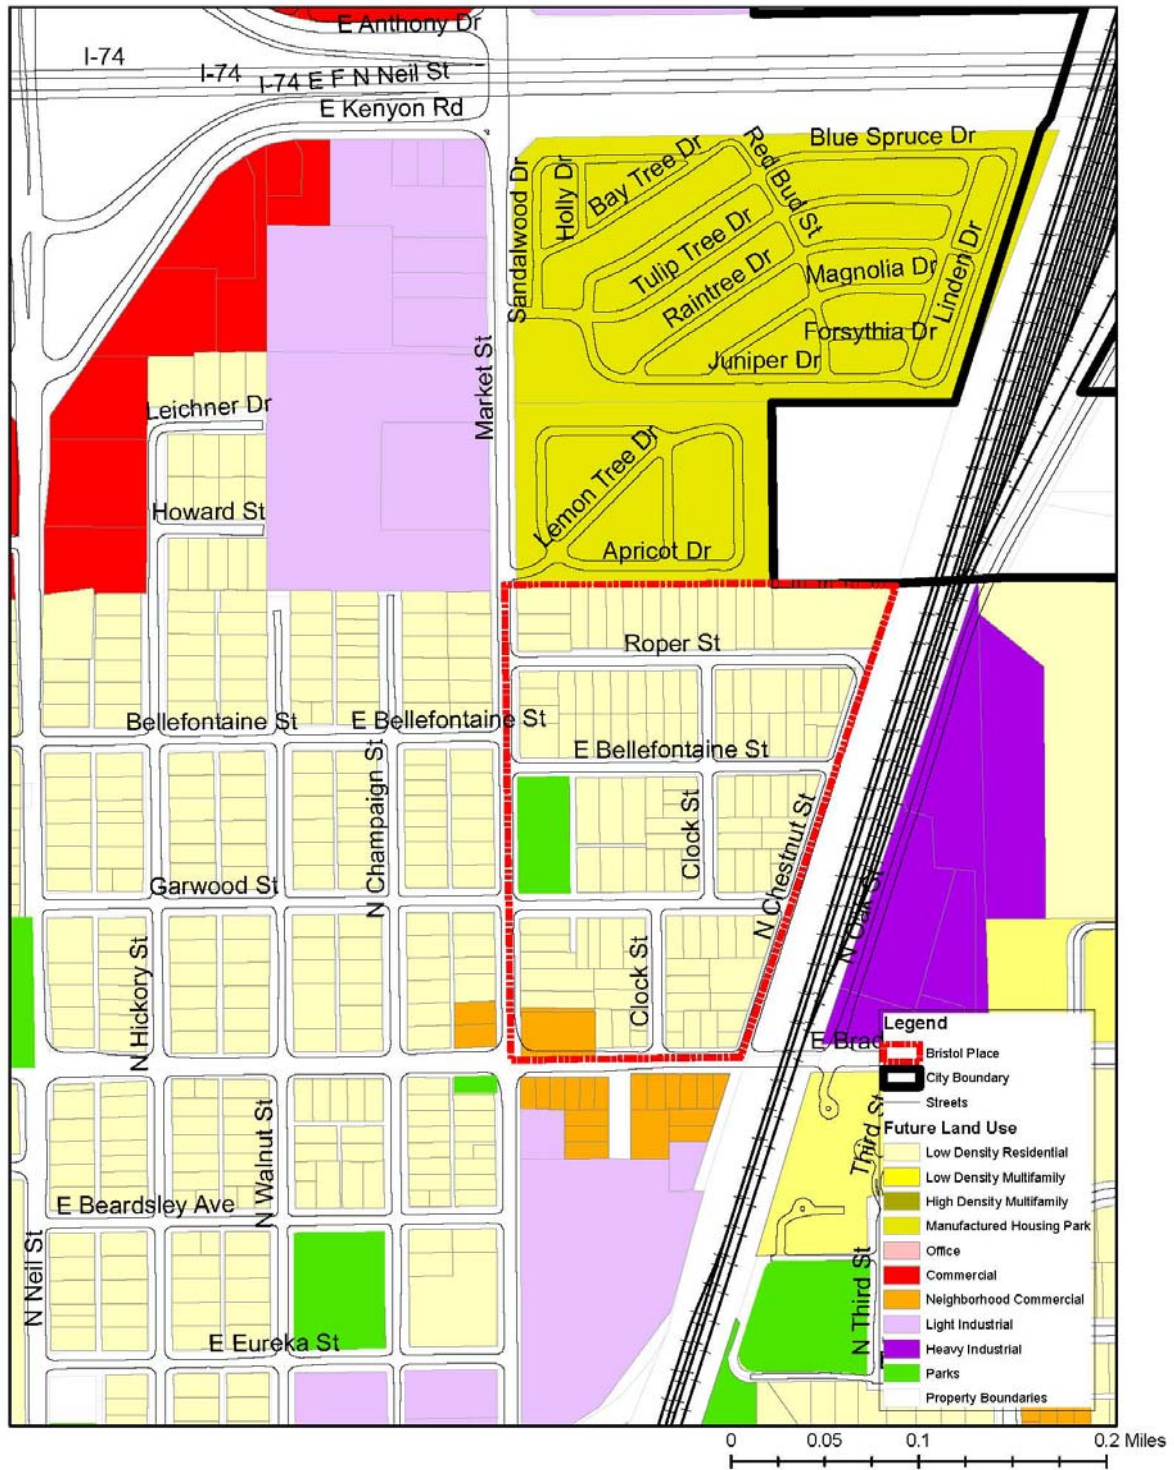 E Anthony Dr
I-74
I-74
I-74 E F N Neil St
E Kenyon Rd
Blue Spruce Dr
Red Bud St
Bay Tree Dr
Holly Dr
Sandalwood Dr
Tulip Tree Dr
Raintree Dr
Magnolia Dr
Linden Dr
Forsythia Dr
Juniper Dr
Market St
Leichner Dr
Lemon Tree Dr
Howard St
Apricot Dr
Roper St
Bellefontaine St
E Bellefontaine St
E Bellefontaine St
N Champaign St
Clock St
N Chestnut St
Garwood St
N Oak St
N Hickory St
Clock St
E Brad
N Walnut St
Third St
E Beardsley Ave
N Neil St
N Third St
E Eureka St
Legend
Bristol Place
City Boundary
Streets
Future Land Use
Low Density Residential
Low Density Multifamily
High Density Multifamily
Manufactured Housing Park
Office
Commercial
Neighborhood Commercial
Light Industrial
Heavy Industrial
Parks
Property Boundaries
0 0.05 0.1 0.2 Miles